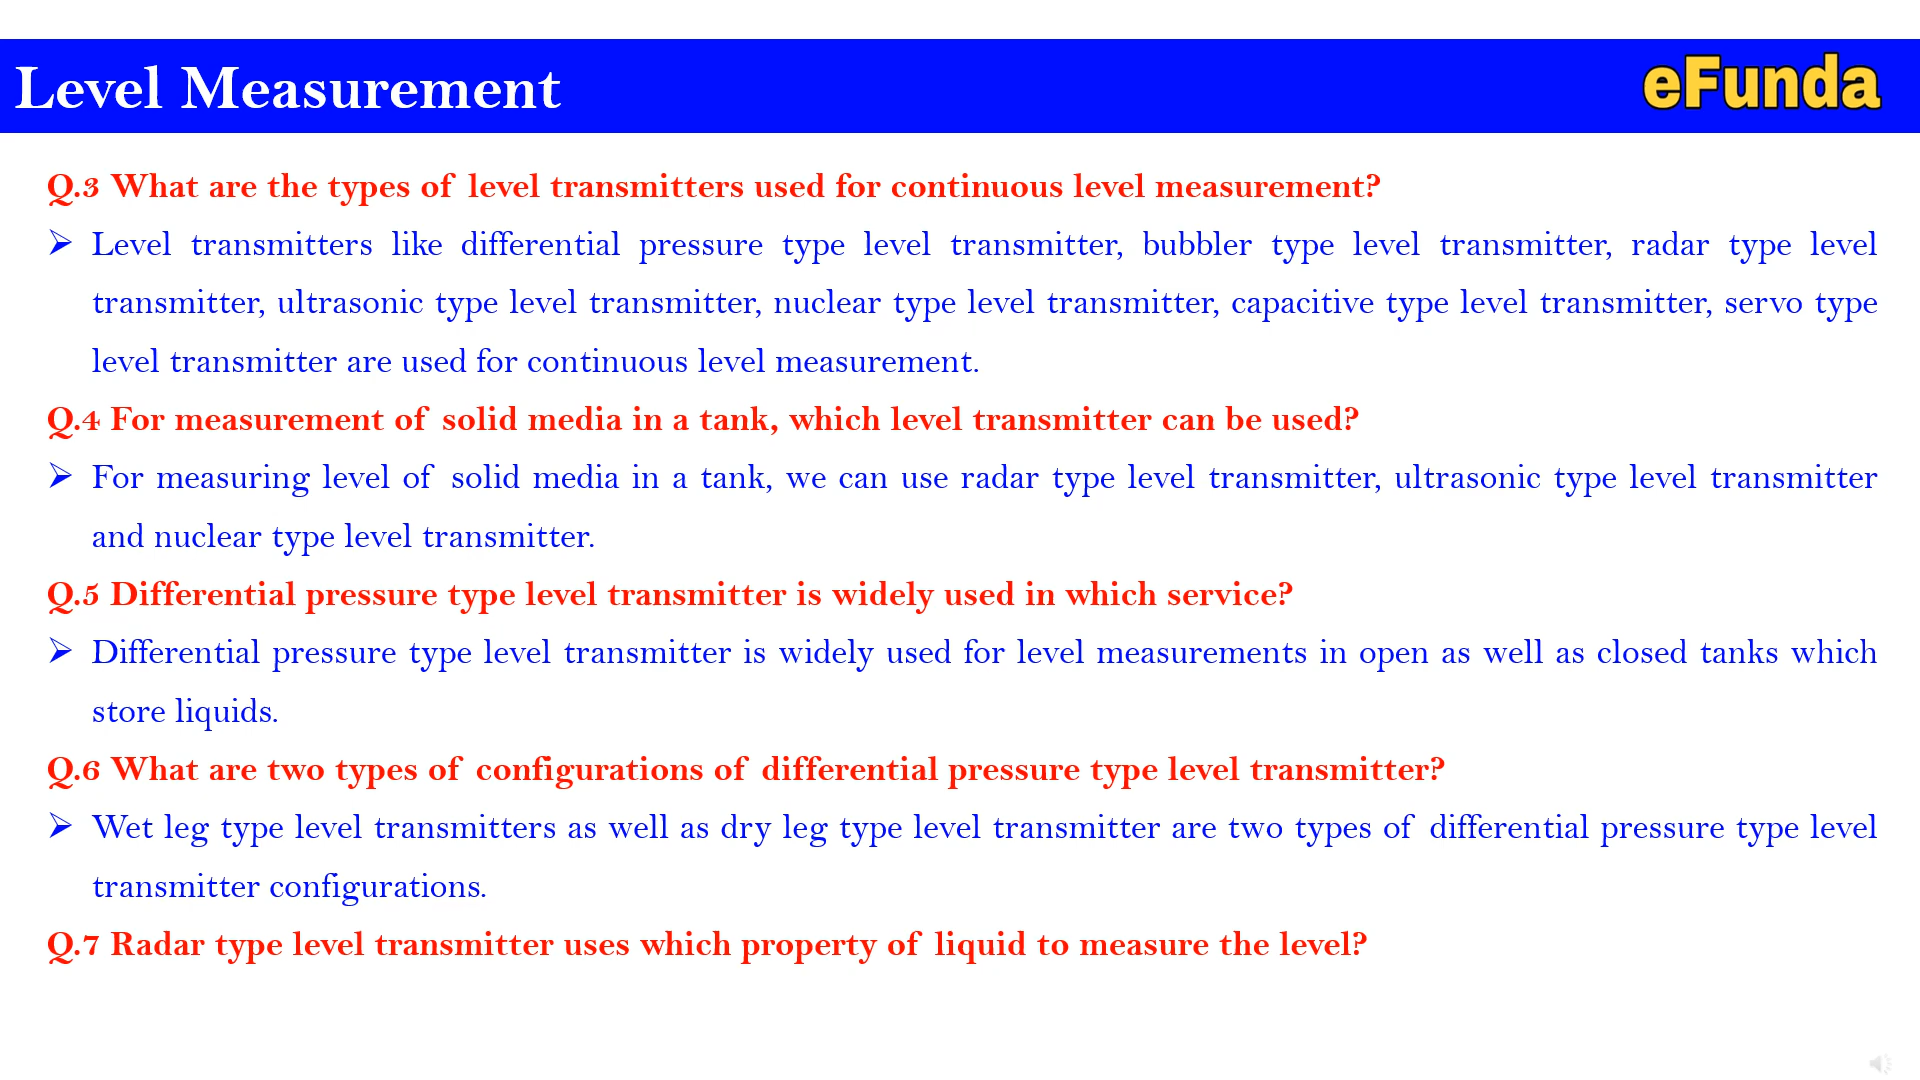 Level Measurement
eFunda
Q.3 What are the types of level transmitters used for continuous level measurement?
➢ Level transmitters like differential pressure type level transmitter, bubbler type level transmitter, radar type level
transmitter, ultrasonic type level transmitter, nuclear type level transmitter, capacitive type level transmitter, servo type
level transmitter are used for continuous level measurement.
Q.4 For measurement of solid media in a tank, which level transmitter can be used?
➢ For measuring level of solid media in a tank, we can use radar type level transmitter, ultrasonic type level transmitter
and nuclear type level transmitter.
Q.5 Differential pressure type level transmitter is widely used in which service?
➢ Differential pressure type level transmitter is widely used for level measurements in open as well as closed tanks which
store liquids.
Q.6 What are two types of configurations of differential pressure type level transmitter?
➢ Wet leg type level transmitters as well as dry leg type level transmitter are two types of differential pressure type level
transmitter configurations.
Q.7 Radar type level transmitter uses which property of liquid to measure the level?